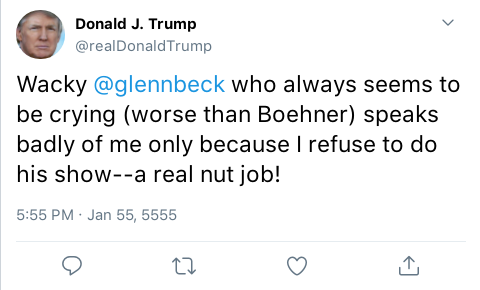 Donald J. Trump
@realDonaldTrump
Wacky @glennbeck who always seems to
be crying (worse than Boehner) speaks
badly of me only because I refuse to do
his show--a real nut job!
5:55 PM · Jan 55, 5555